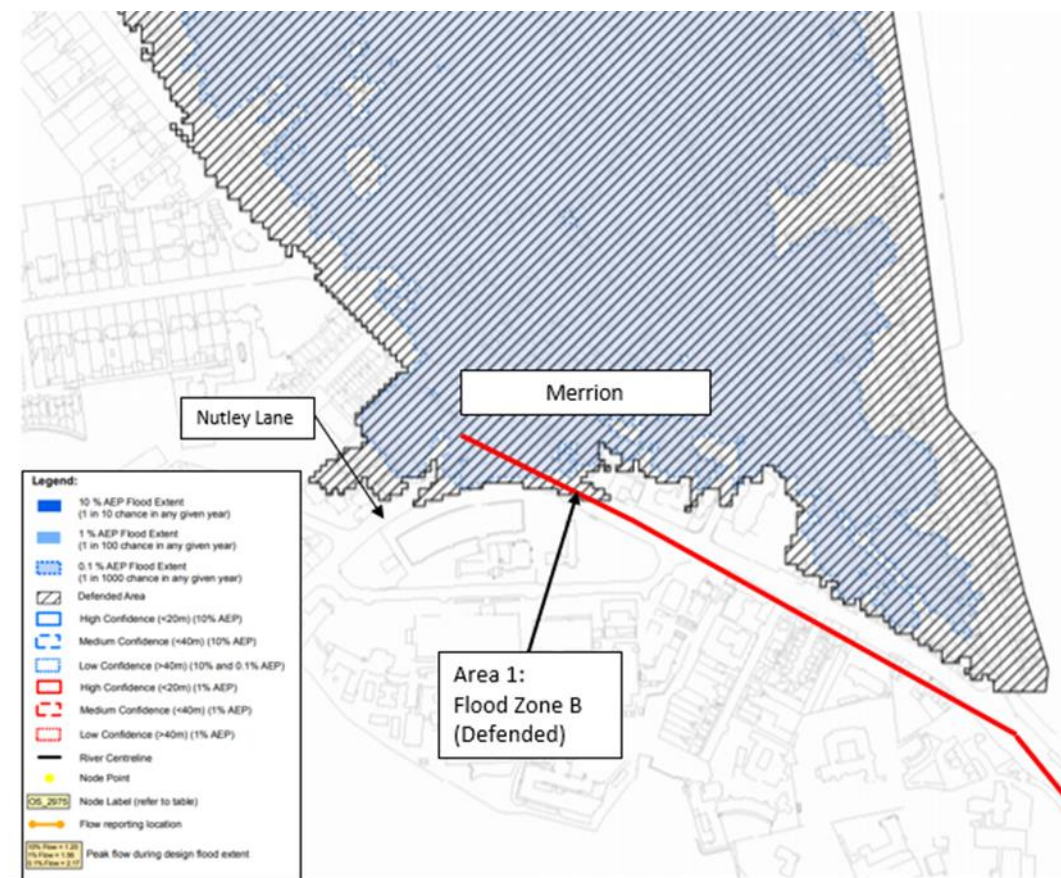 Merrion
Nutley Lane
Area 1:
Flood Zone B
(Defended)
Legend:
10 % AEP Flood Extent
(1 in 10 chance in any given year)
1 % AEP Flood Extent
(1 in 100 chance in any given year)
0.1 % AEP Flood Extent
(1 in 1000 chance in any given year)
Defended Area
High Confidence (<20m) (10% AEP)
Medium Confidence (<40m) (10% AEP)
Low Confidence (>40m) (10% and 0.1% AEP)
High Confidence (<20m) (1% AEP)
Medium Confidence (<40m) (1% AEP)
Low Confidence (>40m) (1% AEP)
River Centreline
Node Point
OS_2975 Node Label (refer to table)
Flow reporting location
Peak flow during design flood extent